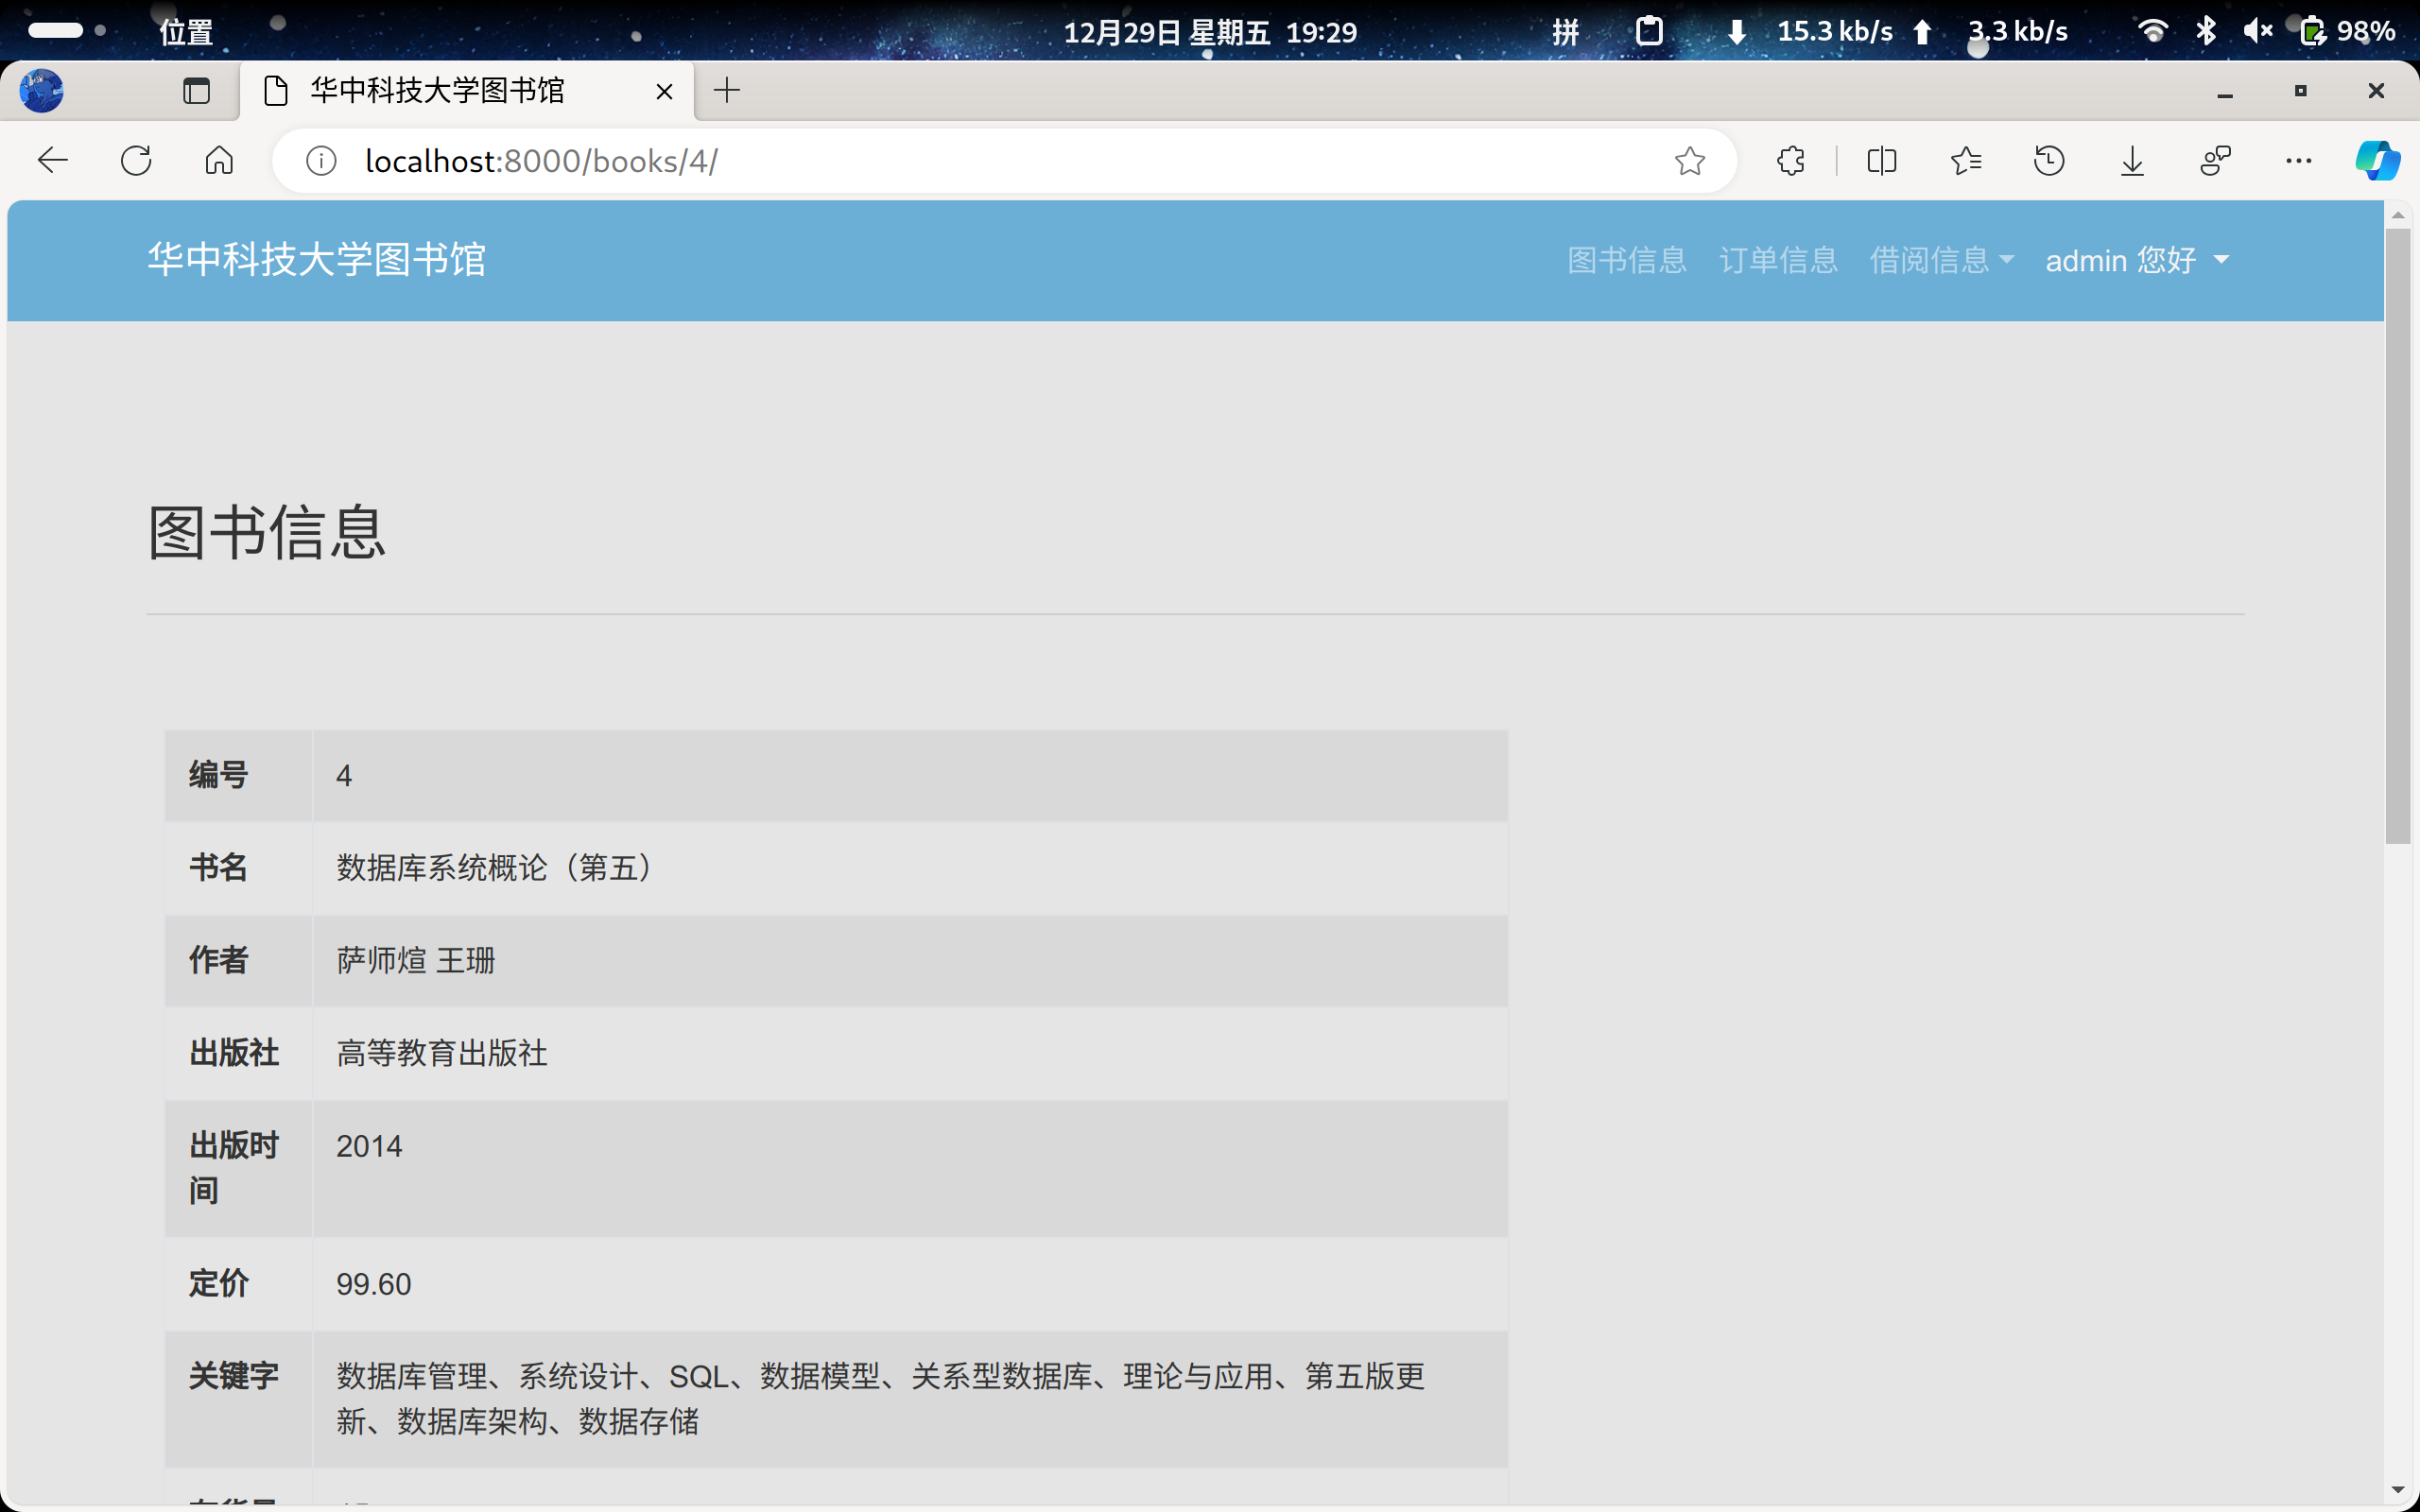 位置
12月29日 星期五 19:29
拼
15.3 kb/s
3.3 kb/s
98%
华中科技大学图书馆
localhost:8000/books/4/
华中科技大学图书馆
图书信息 订单信息 借阅信息 admin 您好
图书信息
编号 4
书名 数据库系统概论（第五）
作者 萨师煊 王珊
出版社 高等教育出版社
出版时
间
2014
定价 99.60
关键字 数据库管理、系统设计、SQL、数据模型、关系型数据库、理论与应用、第五版更
新、数据库架构、数据存储